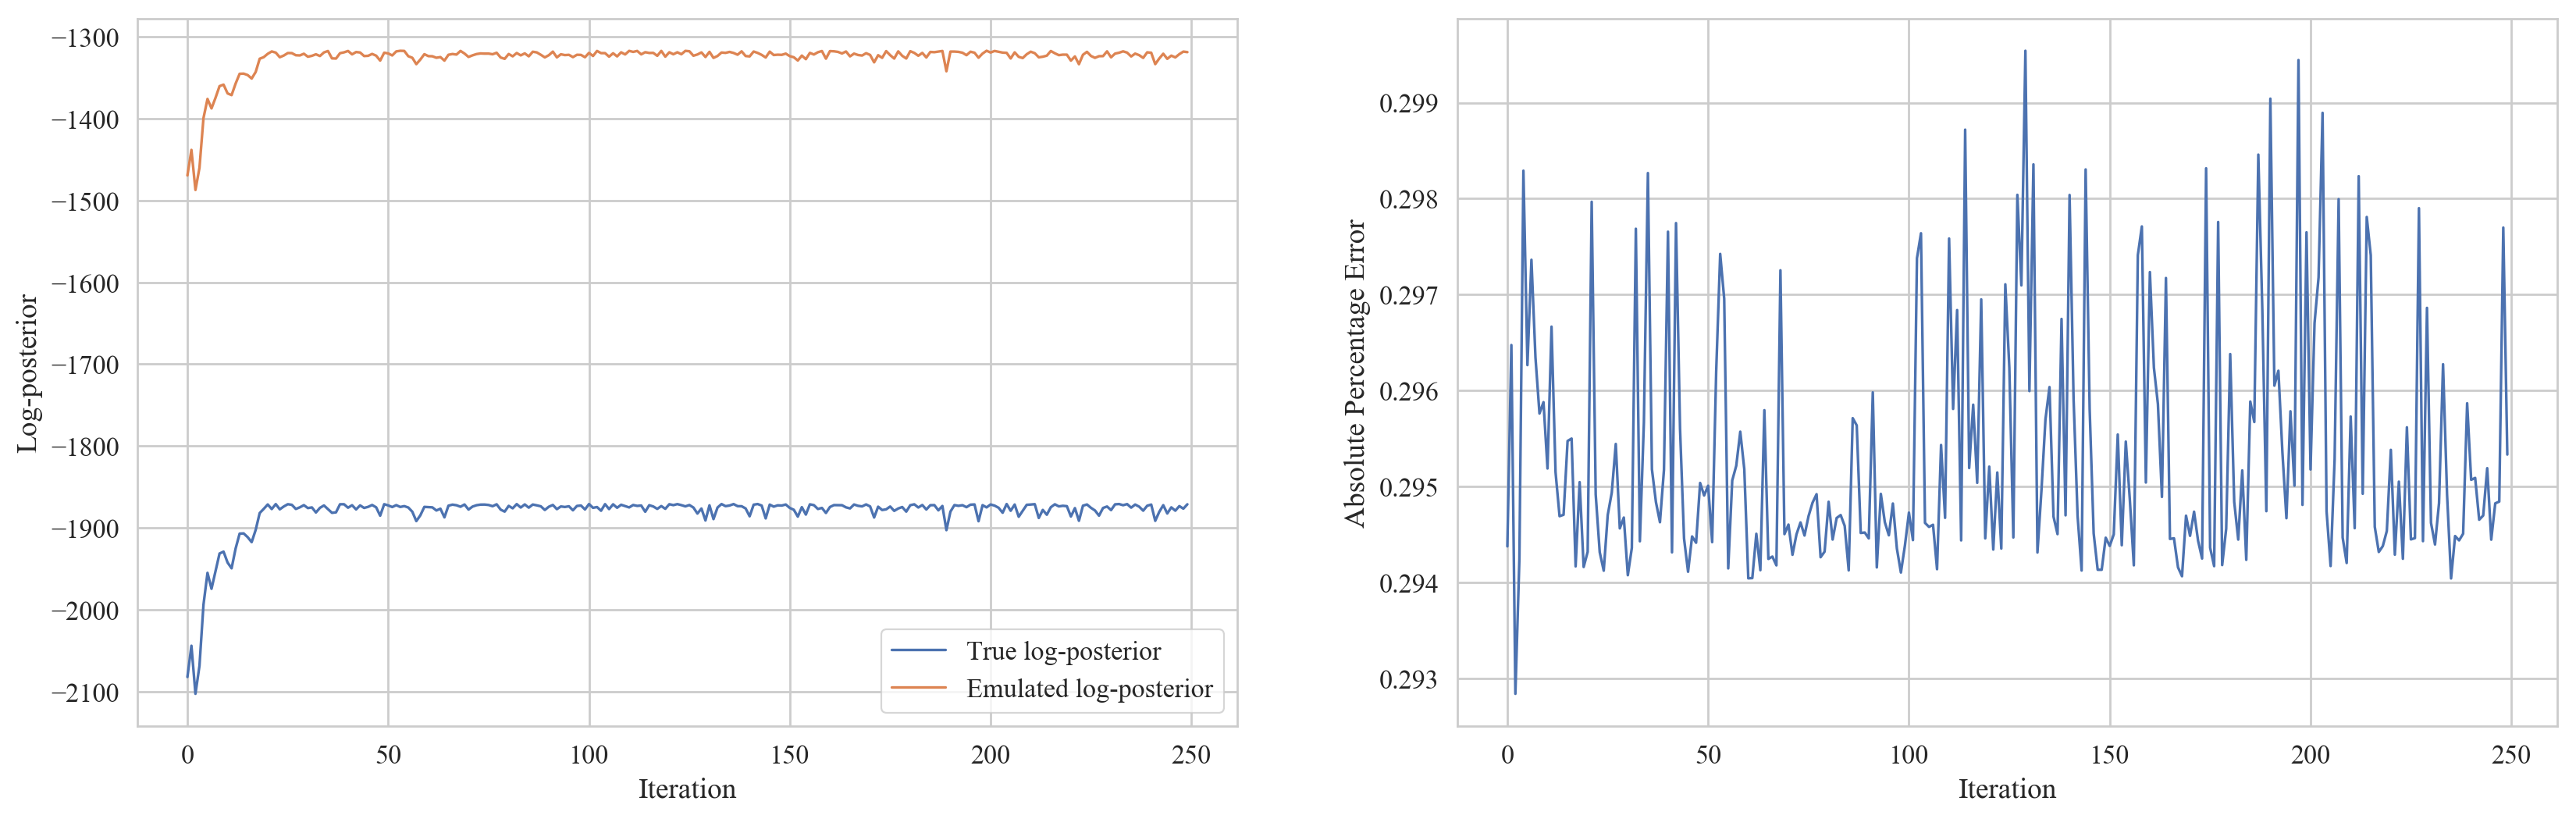 −1300
−1400
−1500
−1600
−1700
−1800
−1900
−2000
−2100
Log-posterior
0 50 100 150 200 250
Iteration
True log-posterior
Emulated log-posterior
0.299
0.298
0.297
0.296
0.295
0.294
0.293
Absolute Percentage Error
0 50 100 150 200 250
Iteration